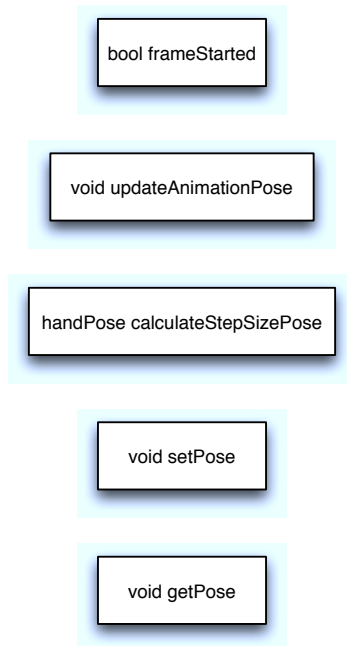 bool frameStarted
void updateAnimationPose
handPose calculateStepSizePose
void setPose
void getPose